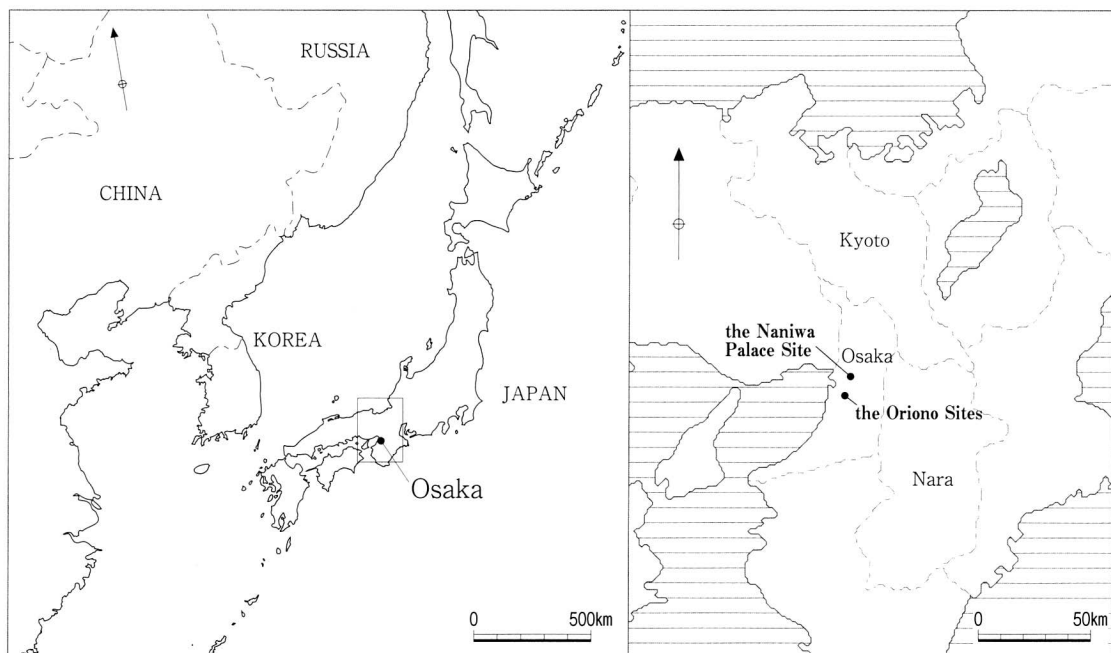 RUSSIA
CHINA
KOREA
JAPAN
Osaka
0 500km
Kyoto
the Naniwa
Palace Site
Osaka
the Oriono Sites
Nara
0 50km